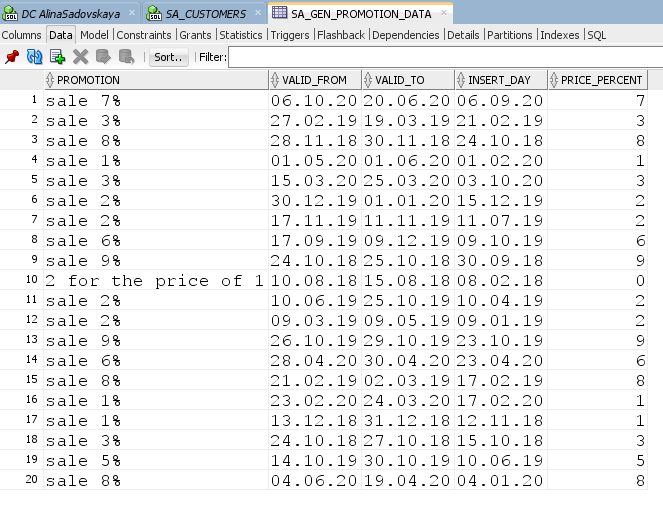 DC AlinaSadovskaya SA_CUSTOMERS SA_GEN_PROMOTION_DATA
Columns Data Model Constraints Grants Statistics Triggers Flashback Dependencies Details Partitions Indexes SQL
Sort.. Filter:
PROMOTION VALID_FROM VALID_TO INSERT_DAY PRICE_PERCENT
1 sale 7% 06.10.20 20.06.20 06.09.20 7
2 sale 3% 27.02.19 19.03.19 21.02.19 3
3 sale 8% 28.11.18 30.11.18 24.10.18 8
4 sale 1% 01.05.20 01.06.20 01.02.20 1
5 sale 3% 15.03.20 25.03.20 03.10.20 3
6 sale 2% 30.12.19 01.01.20 15.12.19 2
7 sale 2% 17.11.19 11.11.19 11.07.19 2
8 sale 6% 17.09.19 09.12.19 09.10.19 6
9 sale 9% 24.10.18 25.10.18 30.09.18 9
10 2 for the price of 1 10.08.18 15.08.18 08.02.18 0
11 sale 2% 10.06.19 25.10.19 10.04.19 2
12 sale 2% 09.03.19 09.05.19 09.01.19 2
13 sale 9% 26.10.19 29.10.19 23.10.19 9
14 sale 6% 28.04.20 30.04.20 23.04.20 6
15 sale 8% 21.02.19 02.03.19 17.02.19 8
16 sale 1% 23.02.20 24.03.20 17.02.20 1
17 sale 1% 13.12.18 31.12.18 12.11.18 1
18 sale 3% 24.10.18 27.10.18 15.10.18 3
19 sale 5% 14.10.19 30.10.19 10.06.19 5
20 sale 8% 04.06.20 19.04.20 04.01.20 8